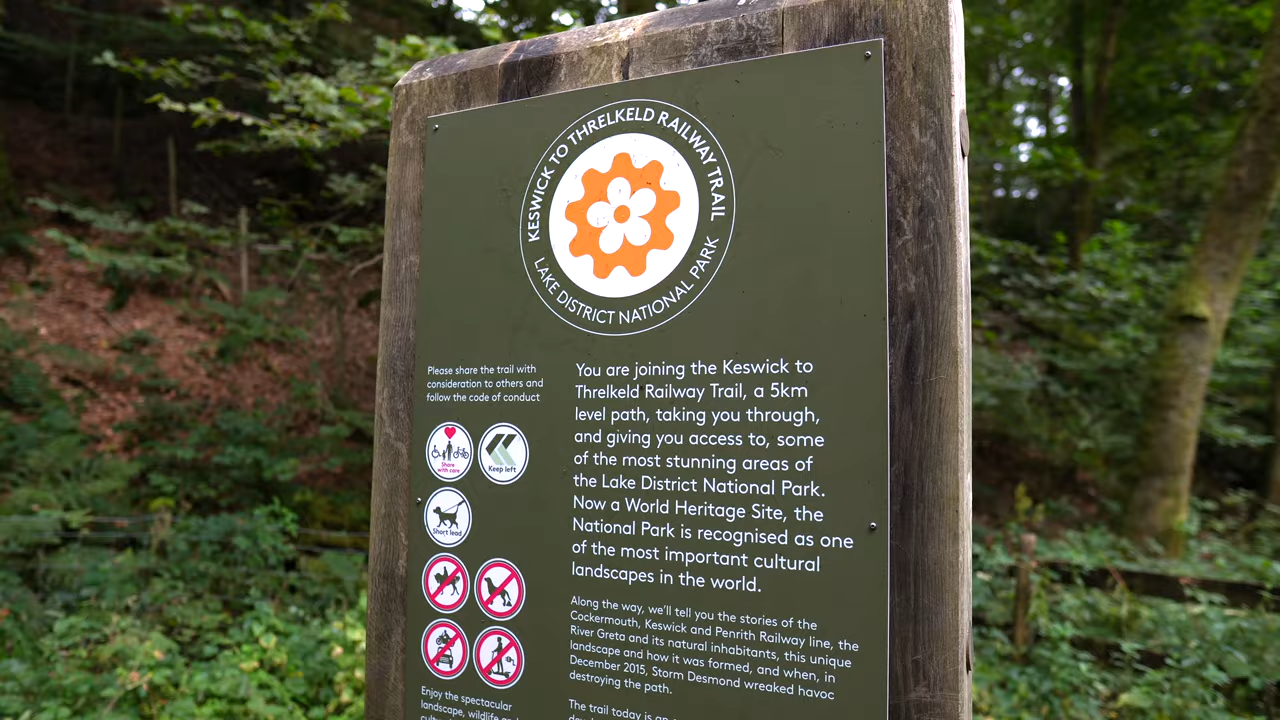 KESWICK TO THRELKELD RAILWAY TRAIL
LAKE DISTRICT NATIONAL PARK
Please share the trail with
consideration to others and
follow the code of conduct
Share
with care
Keep left
Short lead
Enjoy the spectacular
landscape, wildlife
You are joining the Keswick to
Threlkeld Railway Trail, a 5km
level path, taking you through,
and giving you access to, some
of the most stunning areas of
the Lake District National Park.
Now a World Heritage Site, the
National Park is recognised as one
of the most important cultural
landscapes in the world.
Along the way, we'll tell you the stories of the
Cockermouth, Keswick and Penrith Railway line, the
River Greta and its natural inhabitants, this unique
landscape and how it was formed, and when, in
December 2015, Storm Desmond wreaked havoc
destroying the path.
The trail today is